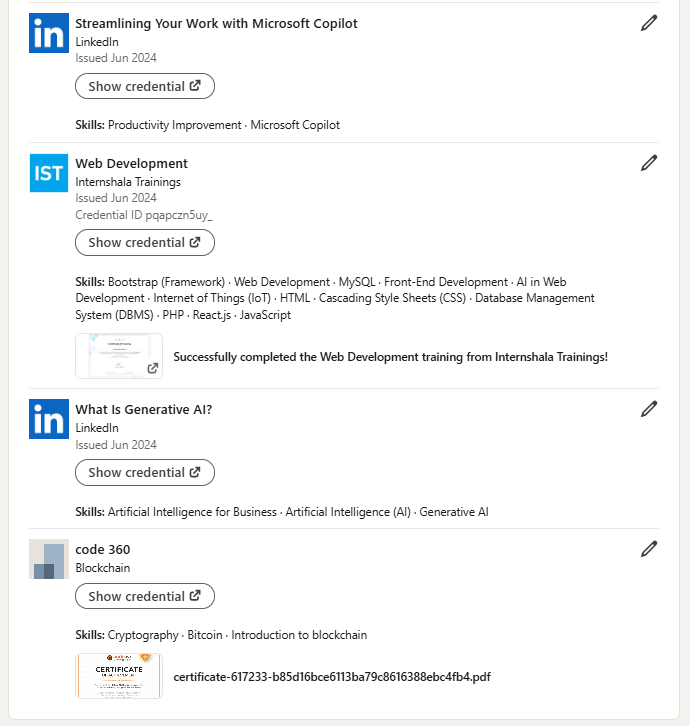 in
Streamlining Your Work with Microsoft Copilot
LinkedIn
Issued Jun 2024
Show credential
Skills: Productivity Improvement · Microsoft Copilot
IST
Web Development
Internshala Trainings
Issued Jun 2024
Credential ID pqapczn5uy_
Show credential
Skills: Bootstrap (Framework) · Web Development · MySQL · Front-End Development · AI in Web
Development · Internet of Things (IoT) · HTML · Cascading Style Sheets (CSS) · Database Management
System (DBMS) · PHP · React.js · JavaScript
Successfully completed the Web Development training from Internshala Trainings!
in
What Is Generative AI?
LinkedIn
Issued Jun 2024
Show credential
Skills: Artificial Intelligence for Business · Artificial Intelligence (AI) · Generative AI
code 360
Blockchain
Show credential
Skills: Cryptography · Bitcoin · Introduction to blockchain
CERTIFICATE
certificate-617233-b85d16bce6113ba79c8616388ebc4fb4.pdf